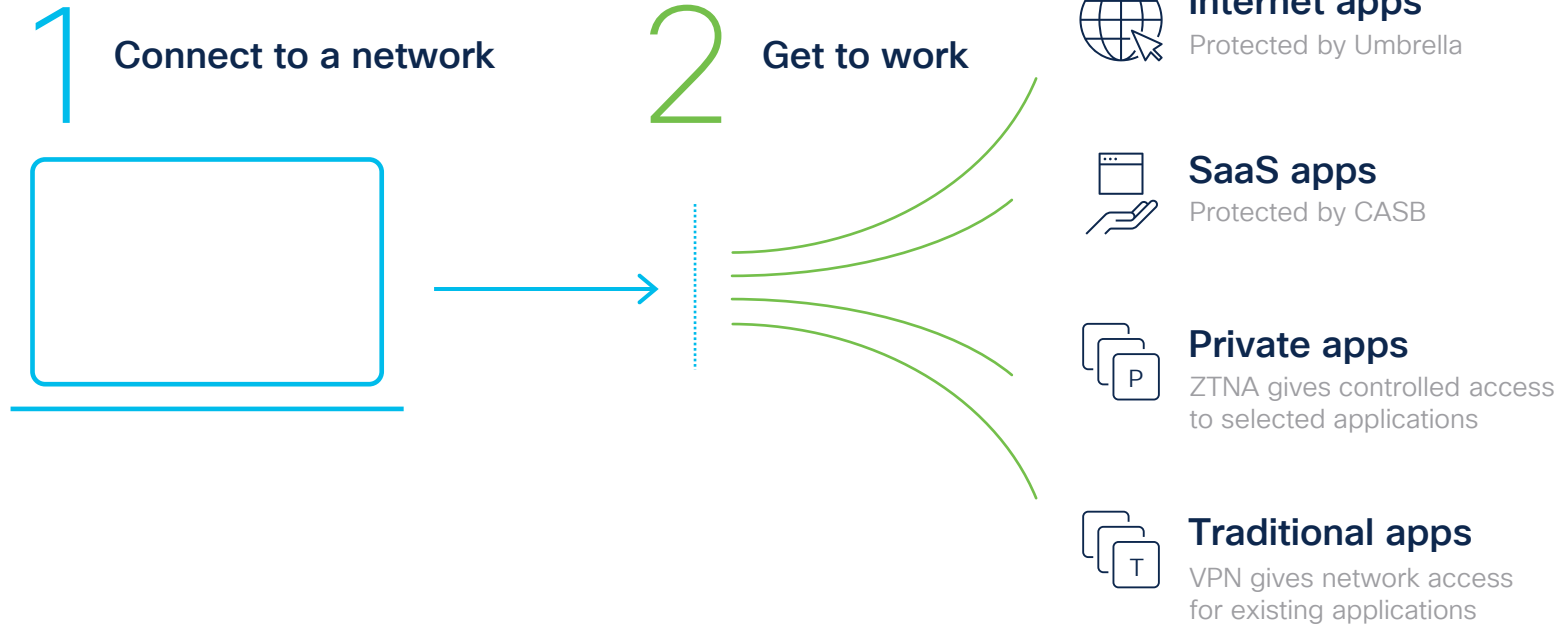 1
Connect to a network
2
Get to work
Internet apps
Protected by Umbrella
SaaS apps
Protected by CASB
P
Private apps
ZTNA gives controlled access
to selected applications
T
Traditional apps
VPN gives network access
for existing applications